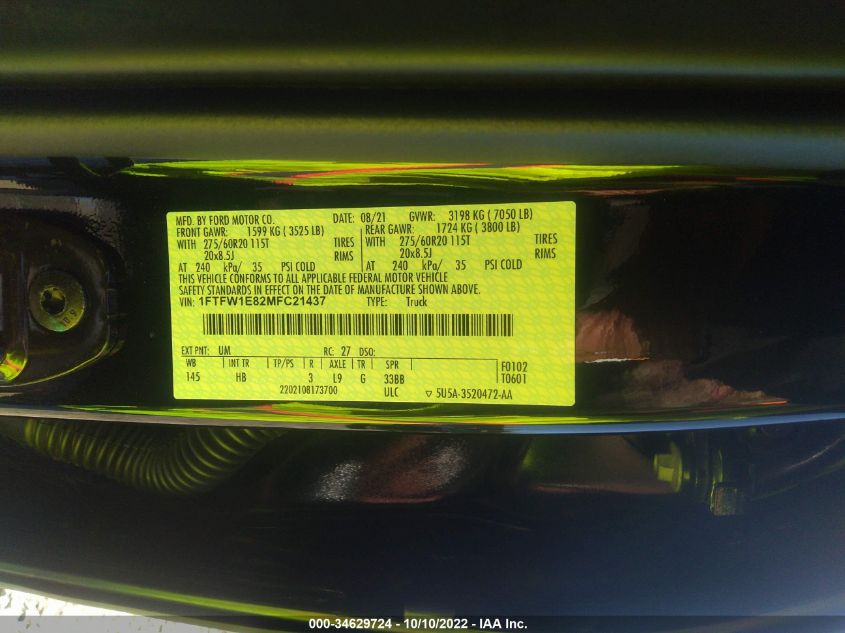 MFD. BY FORD MOTOR CO. DATE: 08/21 GVWR: 3198 KG ( 7050 LB)
FRONT GAWR: 1599 KG ( 3525 LB) REAR GAWR: 1724 KG ( 3800 LB)
WITH 275/60R20 115T TIRES WITH 275/60R20 115T TIRES
20x8.5J RIMS 20x8.5J RIMS
AT 240 kPa/ 35 PSI COLD AT 240 kPa/ 35 PSI COLD
THIS VEHICLE CONFORMS TO ALL APPLICABLE FEDERAL MOTOR VEHICLE
SAFETY STANDARDS IN EFFECT ON THE DATE OF MANUFACTURE SHOWN ABOVE.
VIN: 1FTFW1E82MFC21437 TYPE: Truck
EXT PNT: UM RC: 27 DSO:
WB INT TR TP/PS R AXLE TR SPR F0102
145 HB 3 L9 G 33BB T0601
2202108173700 ULC ▽ 5U5A-3520472-AA
000-34629724 - 10/10/2022 - IAA Inc.